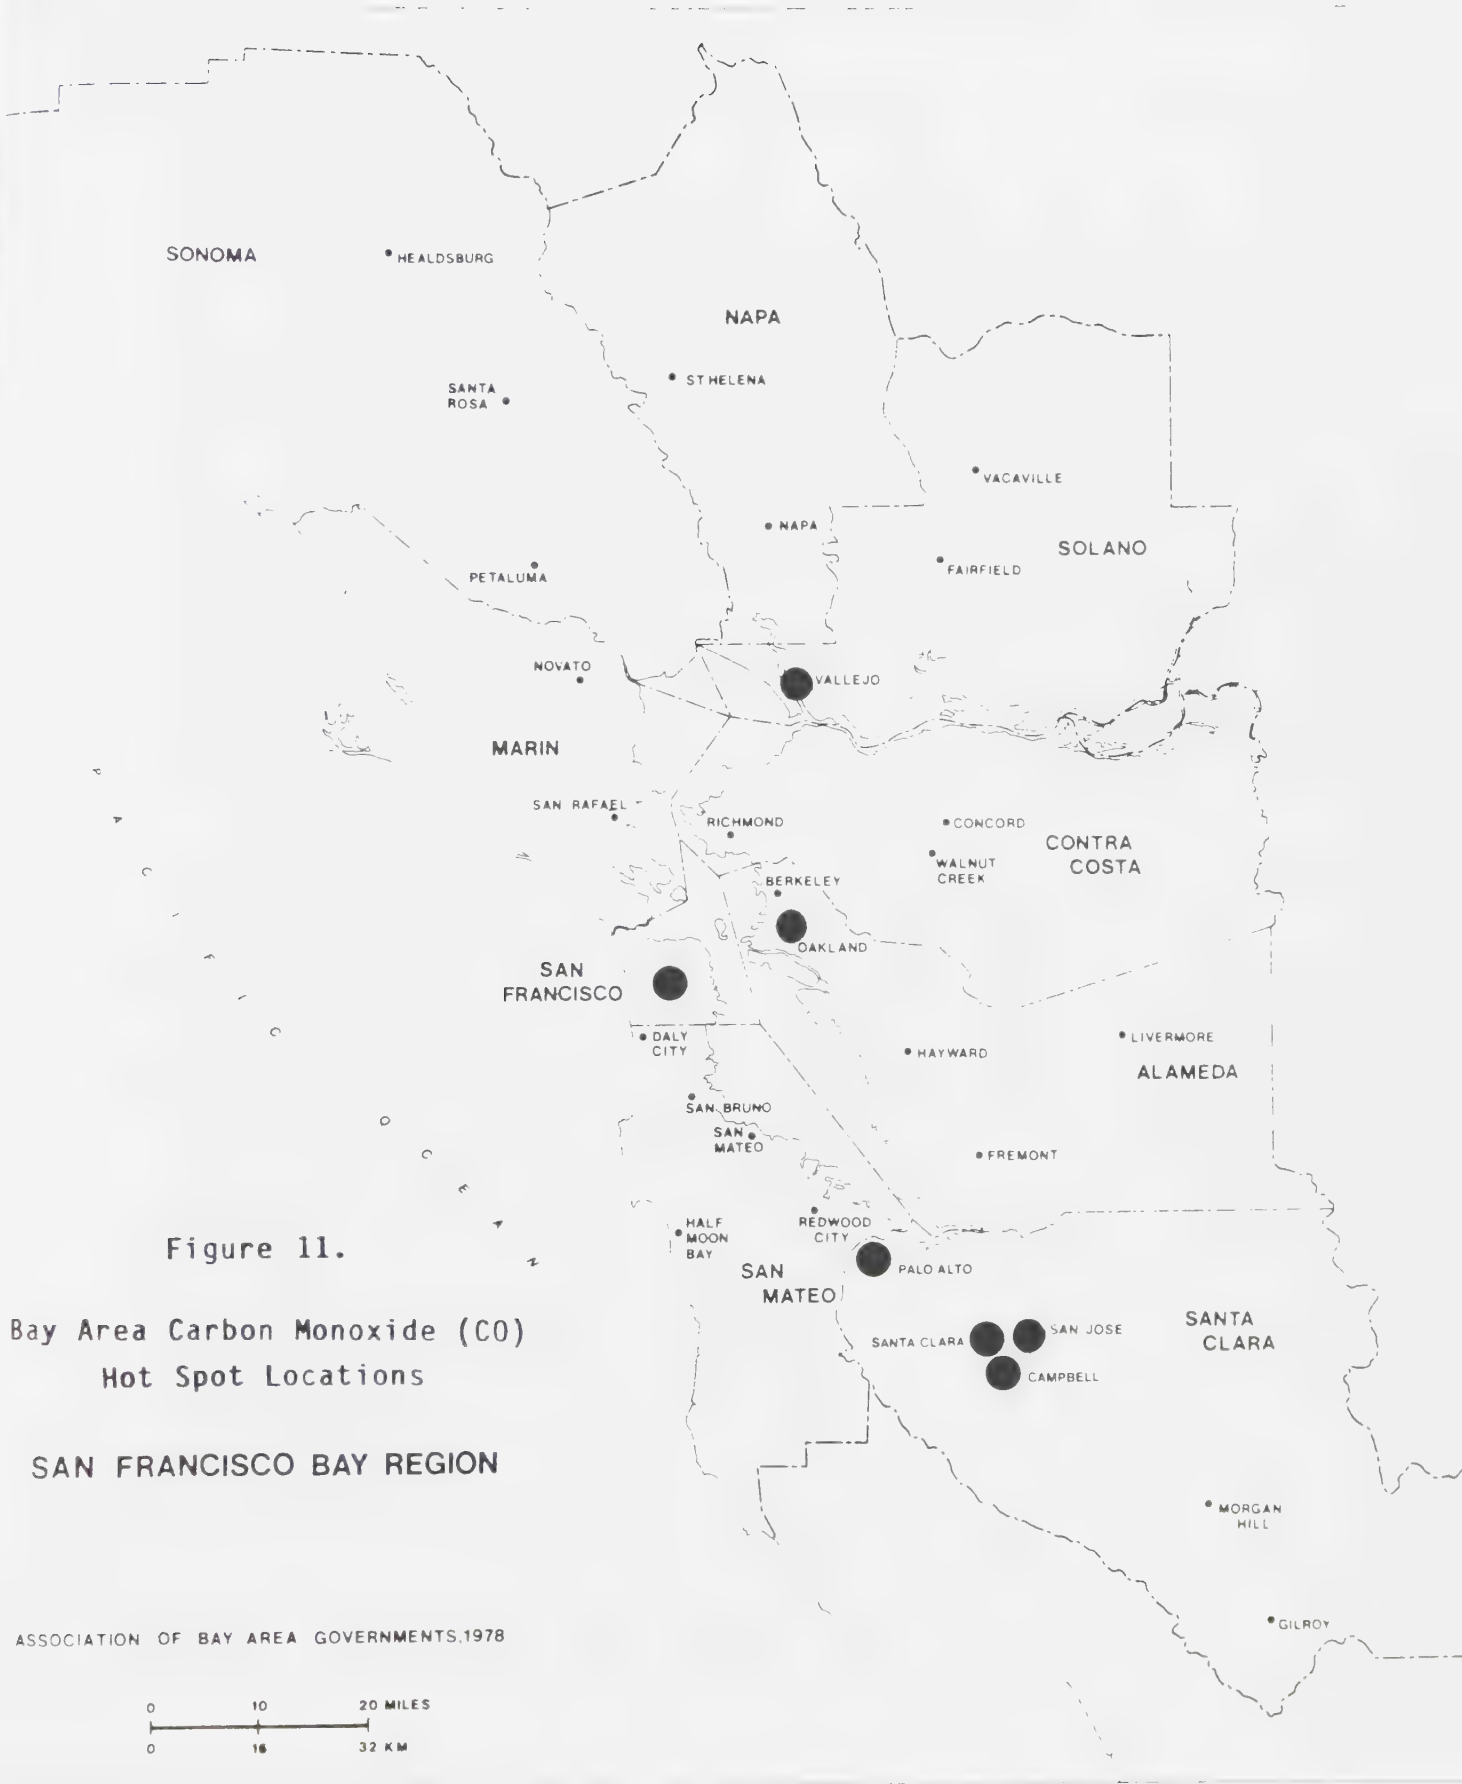 SONOMA
HEALDSBURG
NAPA
ST HELENA
SANTA
ROSA
VACAVILLE
NAPA
SOLANO
FAIRFIELD
PETALUMA
NOVATO
VALLEJO
MARIN
SAN RAFAEL
RICHMOND
CONCORD
CONTRA
COSTA
WALNUT
CREEK
BERKELEY
OAKLAND
SAN
FRANCISCO
DALY
CITY
HAYWARD
LIVERMORE
ALAMEDA
SAN BRUNO
SAN
MATEO
FREMONT
PACIFIC OCEAN
HALF
MOON
BAY
REDWOOD
CITY
SAN
MATEO
PALO ALTO
SANTA CLARA
SAN JOSE
CAMPBELL
SANTA
CLARA
MORGAN
HILL
GILROY
Figure 11.
Bay Area Carbon Monoxide (CO)
Hot Spot Locations
SAN FRANCISCO BAY REGION
ASSOCIATION OF BAY AREA GOVERNMENTS,1978
0 10 20 MILES
0 16 32 KM